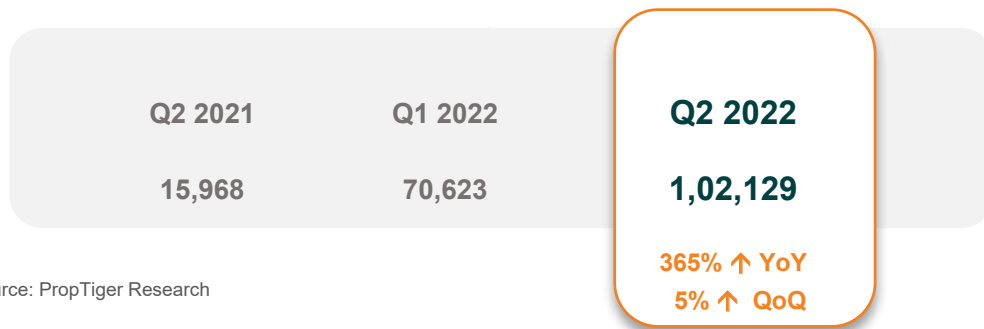 Q2 2021 Q1 2022 Q2 2022
15,968 70,623 1,02,129
365% ↑ YoY
5% ↑ QoQ
urce: PropTiger Research